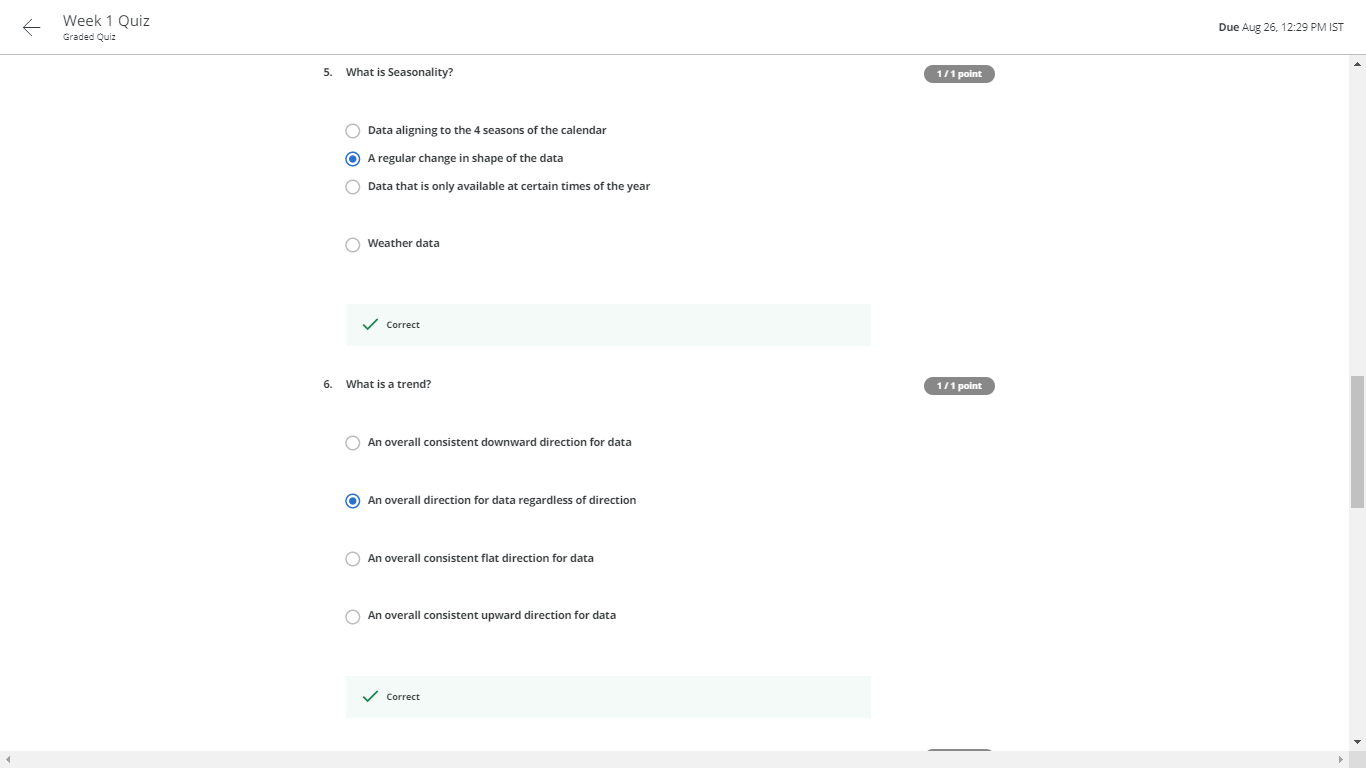 Week 1 Quiz
Graded Quiz
Due Aug 26, 12:29 PM IST
5. What is Seasonality?
1 / 1 point
Data aligning to the 4 seasons of the calendar
A regular change in shape of the data
Data that is only available at certain times of the year
Weather data
Correct
6. What is a trend?
1 / 1 point
An overall consistent downward direction for data
An overall direction for data regardless of direction
An overall consistent flat direction for data
An overall consistent upward direction for data
Correct